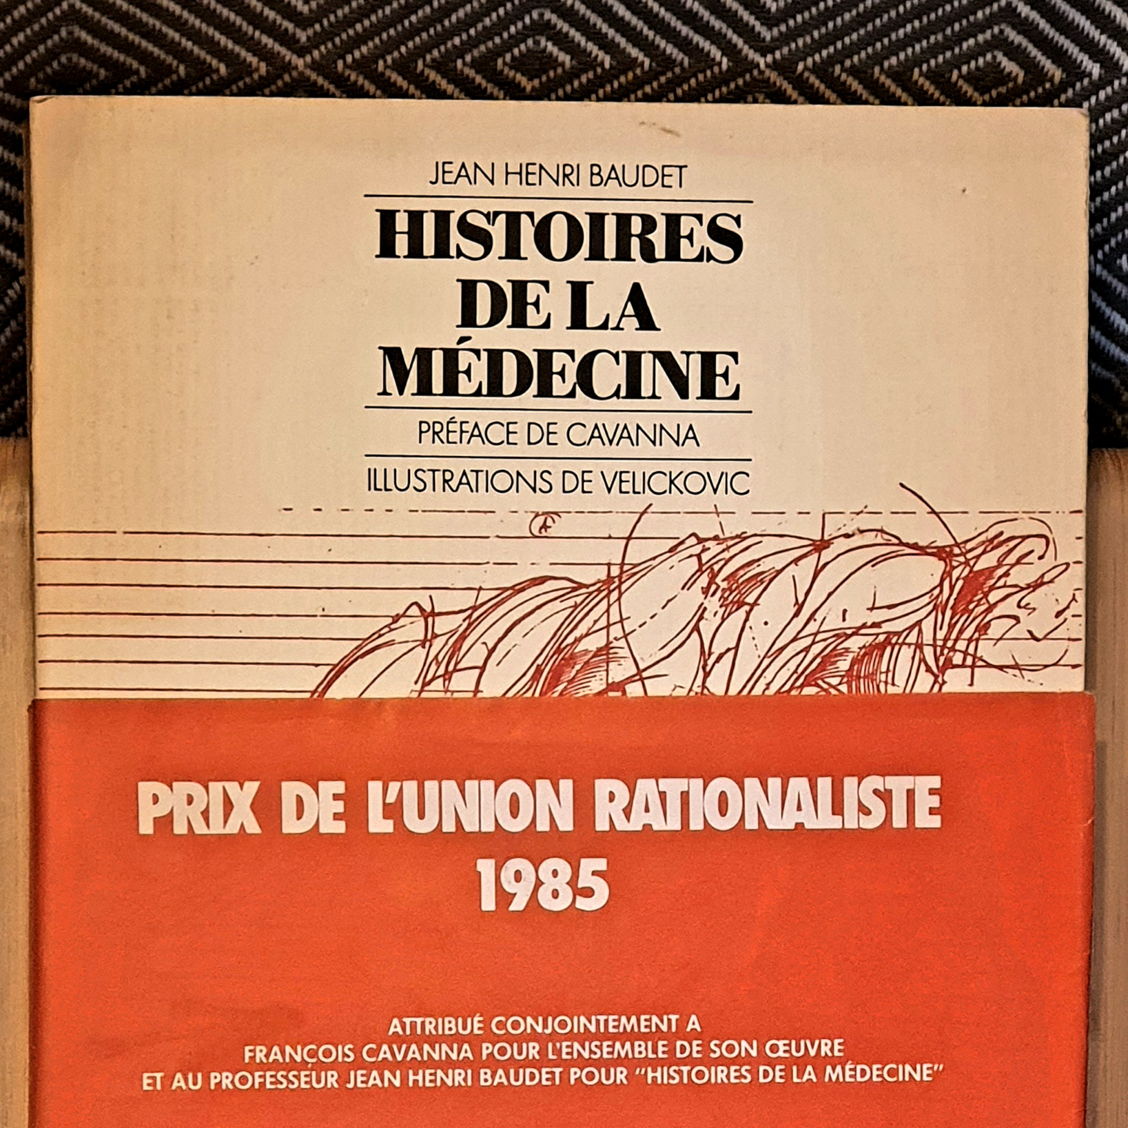 JEAN HENRI BAUDET
HISTOIRES
DE LA
MÉDECINE
PRÉFACE DE CAVANNA
ILLUSTRATIONS DE VELICKOVIC
PRIX DE L'UNION RATIONALISTE
1985
ATTRIBUÉ CONJOINTEMENT A
FRANÇOIS CAVANNA POUR L'ENSEMBLE DE SON ŒUVRE
ET AU PROFESSEUR JEAN HENRI BAUDET POUR "HISTOIRES DE LA MÉDECINE"